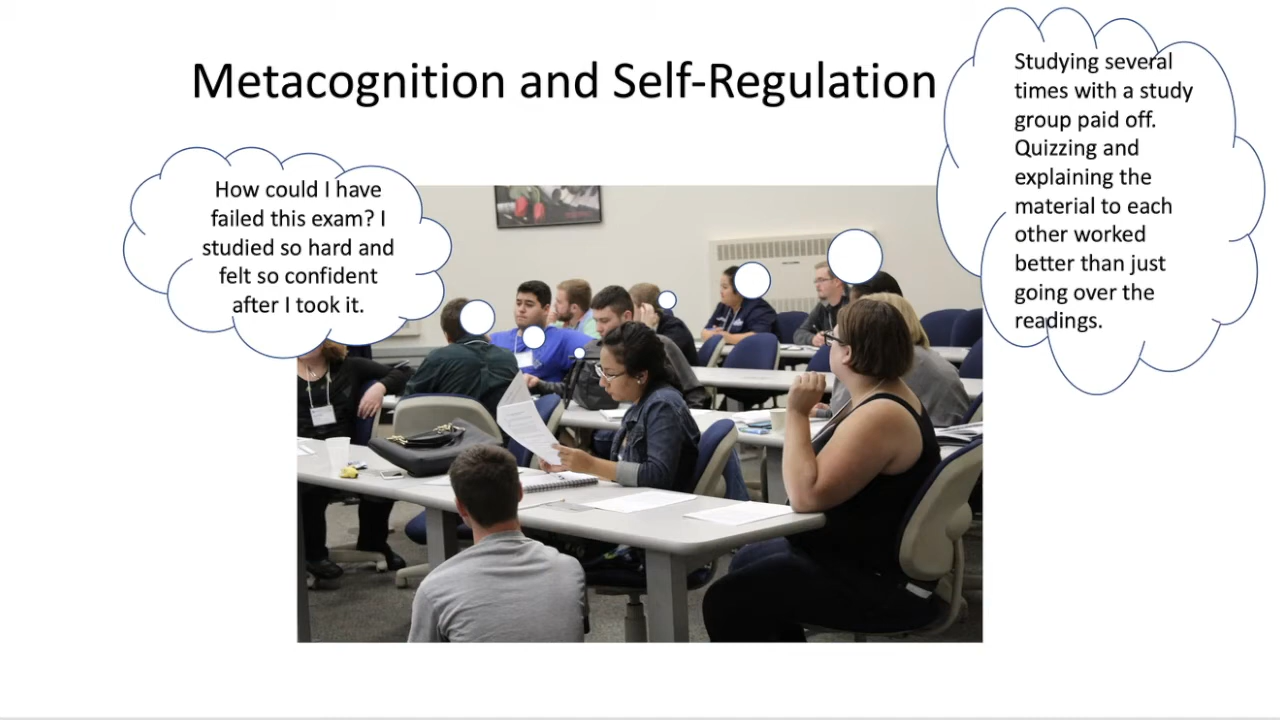 Metacognition and Self-Regulation
How could I have
failed this exam? I
studied so hard and
felt so confident
after I took it.
Studying several
times with a study
group paid off.
Quizzing and
explaining the
material to each
other worked
better than just
going over the
readings.